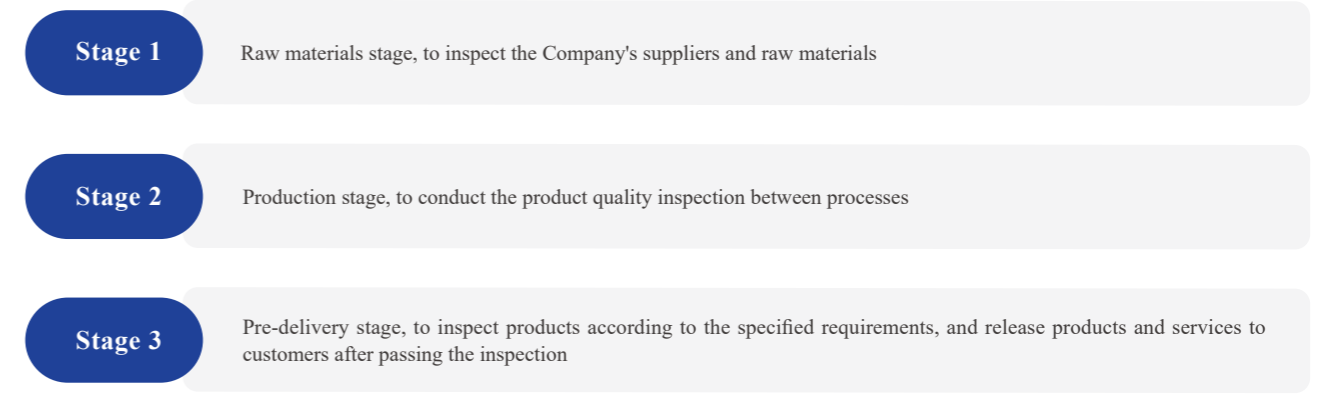 Stage 1
Raw materials stage, to inspect the Company's suppliers and raw materials
Stage 2
Production stage, to conduct the product quality inspection between processes
Stage 3
Pre-delivery stage, to inspect products according to the specified requirements, and release products and services to
customers after passing the inspection